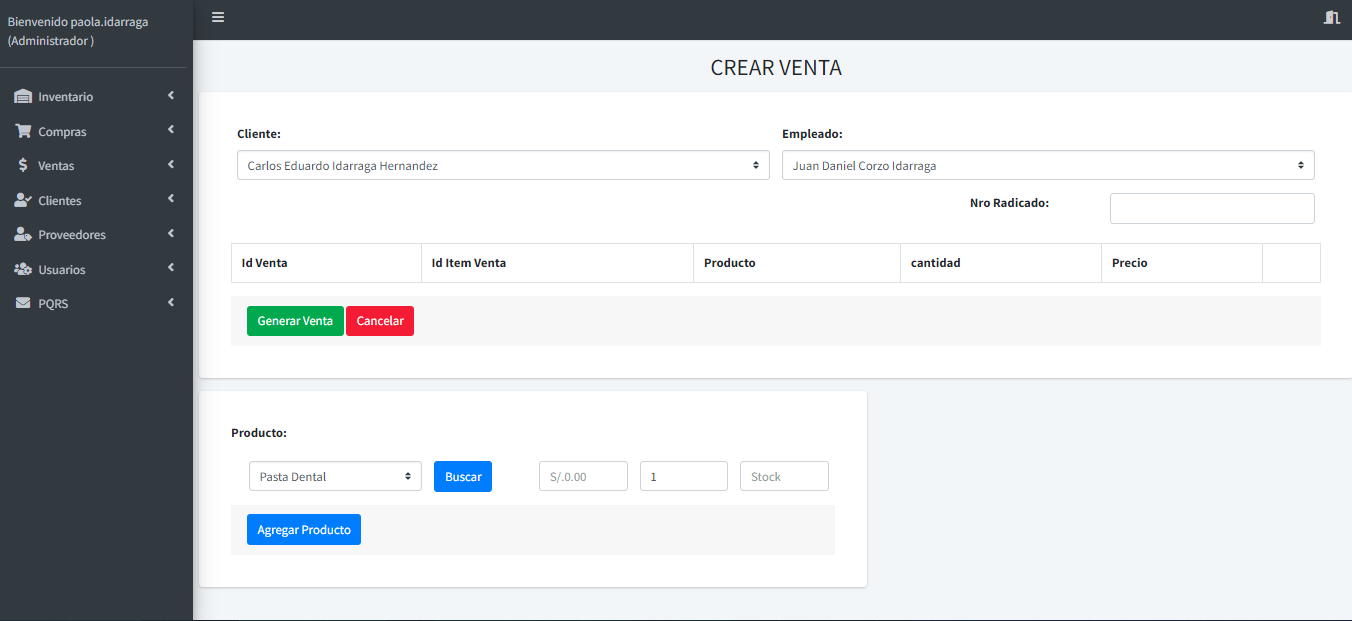 Bienvenido paola.idarraga
(Administrador )
Inventario
Compras
Ventas
Clientes
Proveedores
Usuarios
PQRS
CREAR VENTA
Cliente: Empleado:
Carlos Eduardo Idarraga Hernandez Juan Daniel Corzo Idarraga
Nro Radicado:
Id Venta Id Item Venta Producto cantidad Precio
Generar Venta Cancelar
Producto:
Pasta Dental Buscar S/.0.00 1 Stock
Agregar Producto